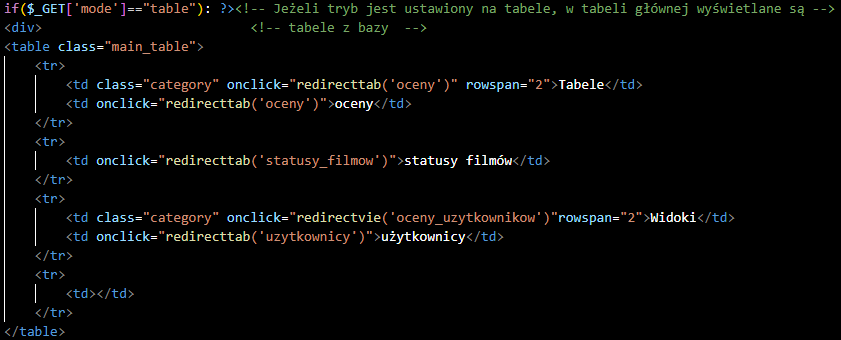 if($_GET['mode']=="table"): ?><!-- Jeżeli tryb jest ustawiony na tabele, w tabeli głównej wyświetlane są -->
<div>                           <!-- tabele z bazy  -->
<table class="main_table">
    <tr>
        <td class="category" onclick="redirecttab('oceny')" rowspan="2">Tabele</td>
        <td onclick="redirecttab('oceny')">oceny</td>
    </tr>
    <tr>
        <td onclick="redirecttab('statusy_filmow')">statusy filmów</td>
    </tr>
    <tr>
        <td class="category" onclick="redirectvie('oceny_uzytkownikow')"rowspan="2">Widoki</td>
        <td onclick="redirecttab('uzytkownicy')">użytkownicy</td>
    </tr>
    <tr>
        <td></td>
    </tr>
</table>